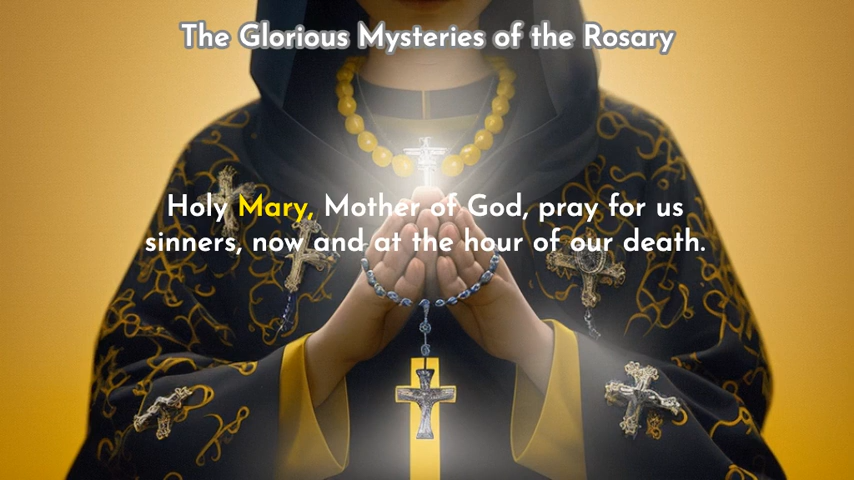 The Glorious Mysteries of the Rosary
Holy Mary, Mother of God, pray for us
sinners, now and at the hour of our death.